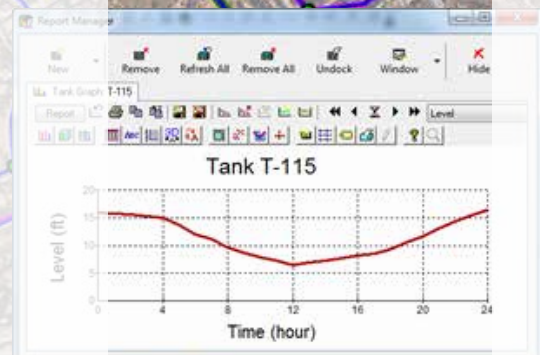 Report Manager
New Remove Refresh All Remove All Undock Window Hide
Tank Graph T-115
Report Level
Tank T-115
Level (ft)
20
15
10
5
0 4 8 12 16 20 24
Time (hour)